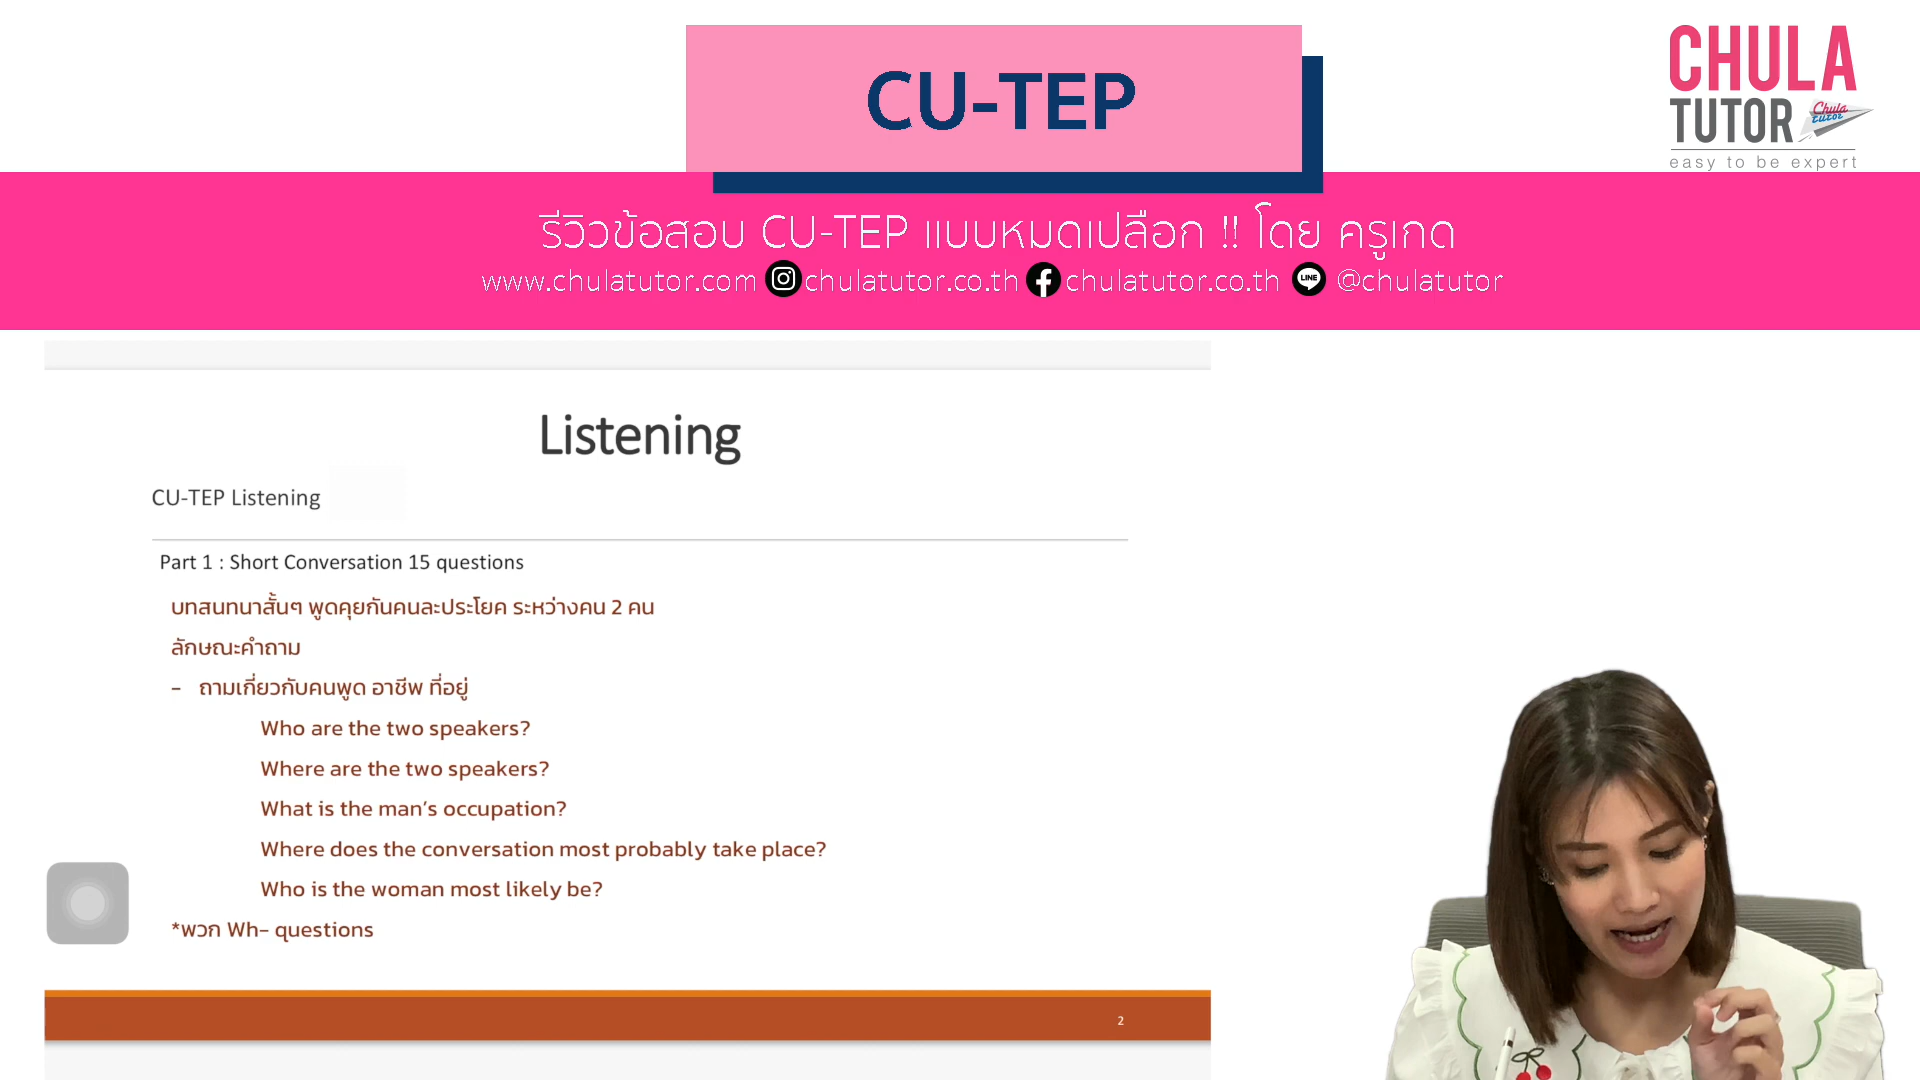 CU-TEP
CHULA
TUTOR
Chula
tutor
easy to be expert
รีวิวข้อสอบ CU-TEP แบบหมดเปลือก !! โดย ครูเกด
www.chulatutor.com chulatutor.co.th chulatutor.co.th LINE @chulatutor
Listening
CU-TEP Listening
Part 1 : Short Conversation 15 questions
บทสนทนาสั้นๆ พูดคุยกันคนละประโยค ระหว่างคน 2 คน
ลักษณะคำถาม
- ถามเกี่ยวกับคนพูด อาชีพ ที่อยู่
Who are the two speakers?
Where are the two speakers?
What is the man’s occupation?
Where does the conversation most probably take place?
Who is the woman most likely be?
*พวก Wh- questions
2